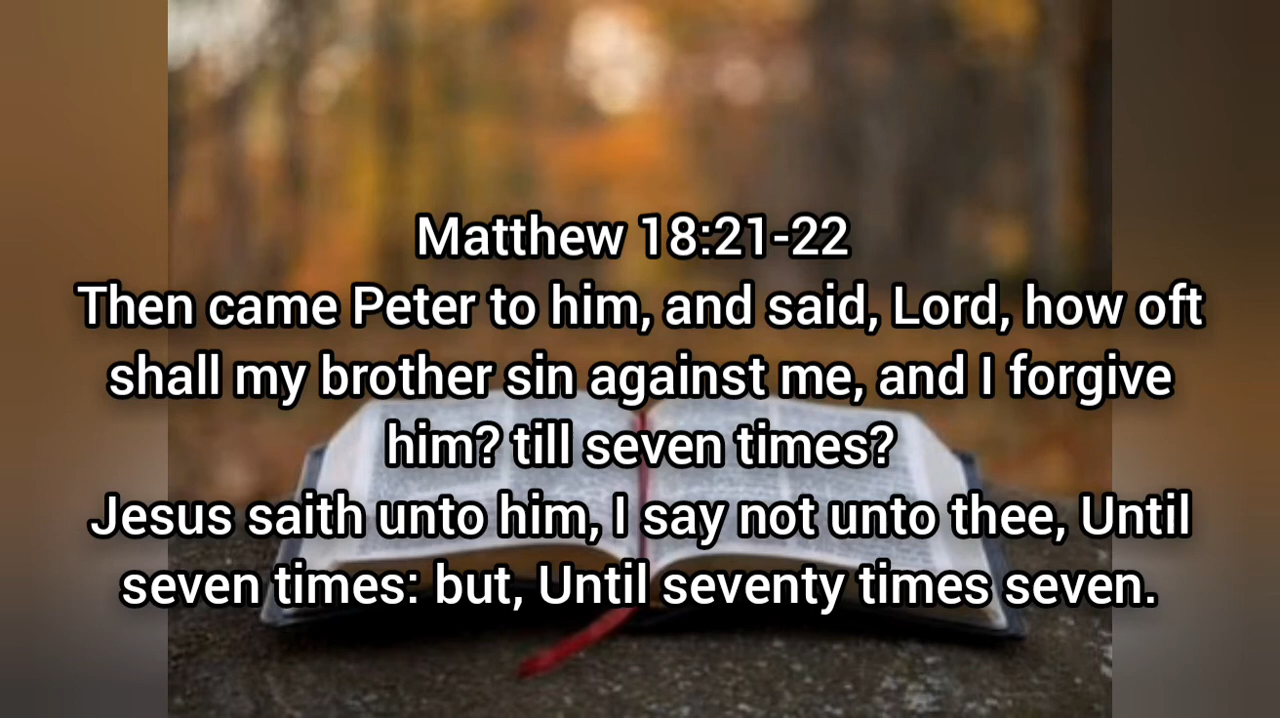 Matthew 18:21-22
Then came Peter to him, and said, Lord, how oft
shall my brother sin against me, and I forgive
him? till seven times?
Jesus saith unto him, I say not unto thee, Until
seven times: but, Until seventy times seven.